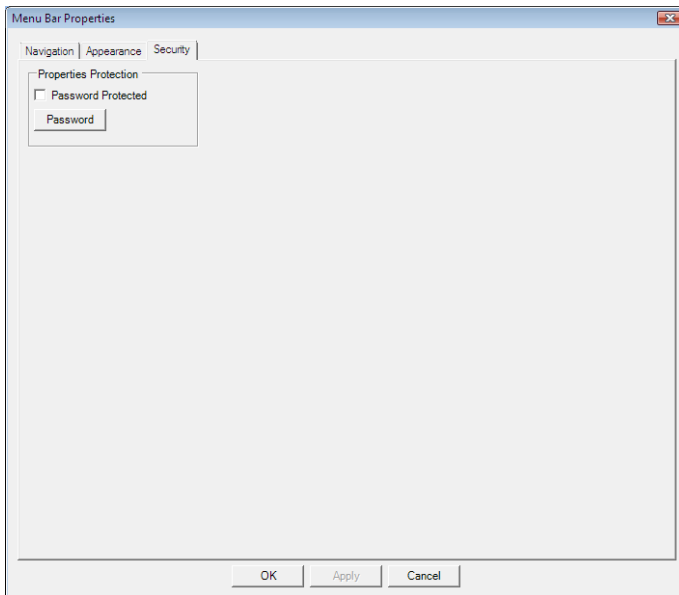 Menu Bar Properties
Navigation Appearance Security
Properties Protection
Password Protected
Password
OK Apply Cancel